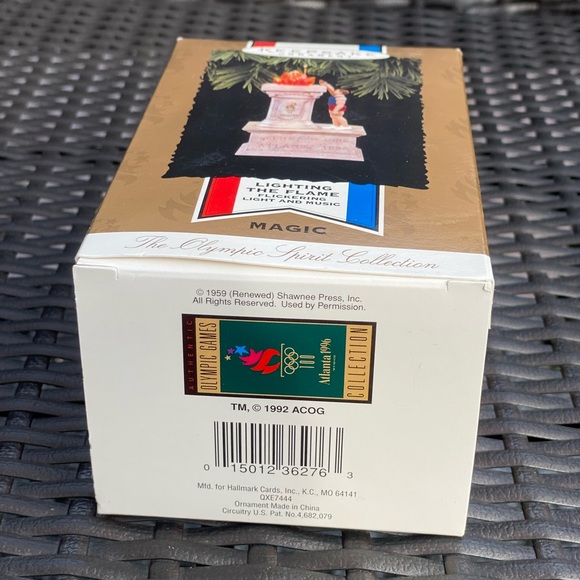 KEEPSAKE
LIGHTING
THE FLAME
FLICKERING
LIGHT AND MUSIC
MAGIC
The Olympic Spirit Collection
© 1959 (Renewed) Shawnee Press, Inc.
All Rights Reserved. Used by Permission.
AUTHENTIC
OLYMPIC GAMES
100
Atlanta 1996
COLLECTION
TM, © 1992 ACOG
0 15012 36276 3
Mfd. for Hallmark Cards, Inc., K.C., MO 64141
QXE7444
Ornament Made in China
Circuitry U.S. Pat. No.4,682,079